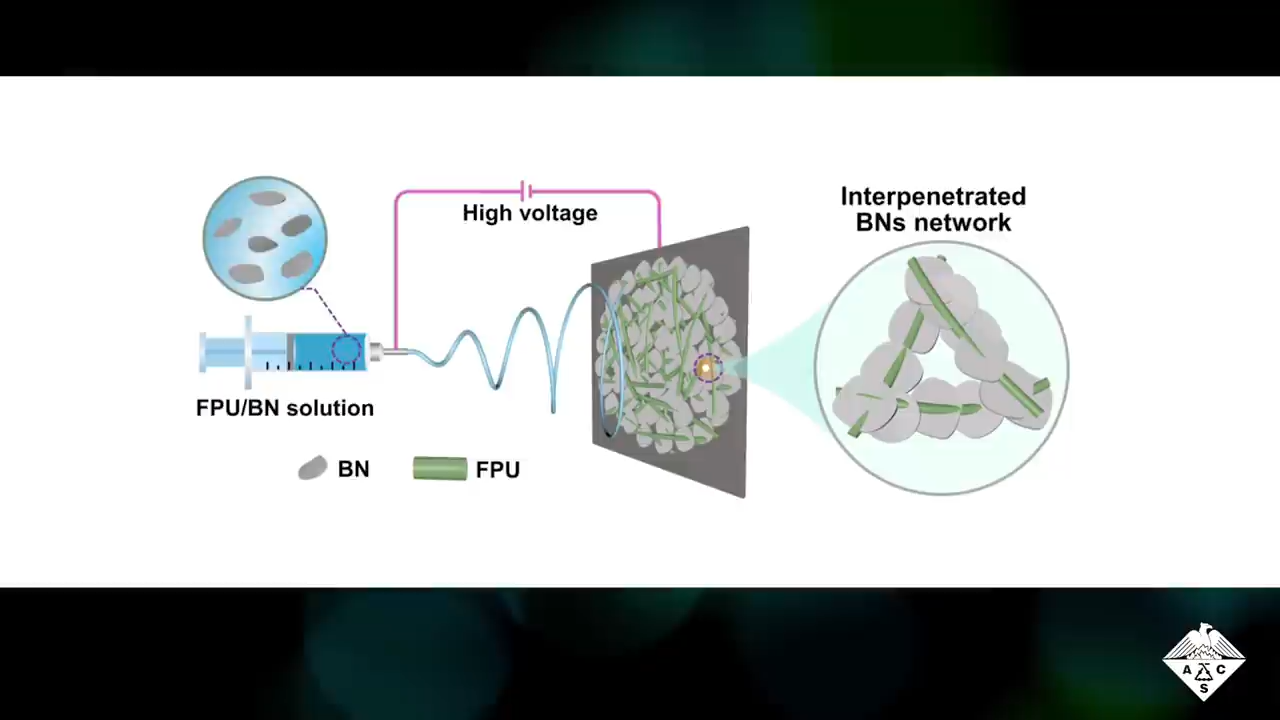 High voltage
Interpenetrated
BNs network
FPU/BN solution
BN
FPU
A C
S